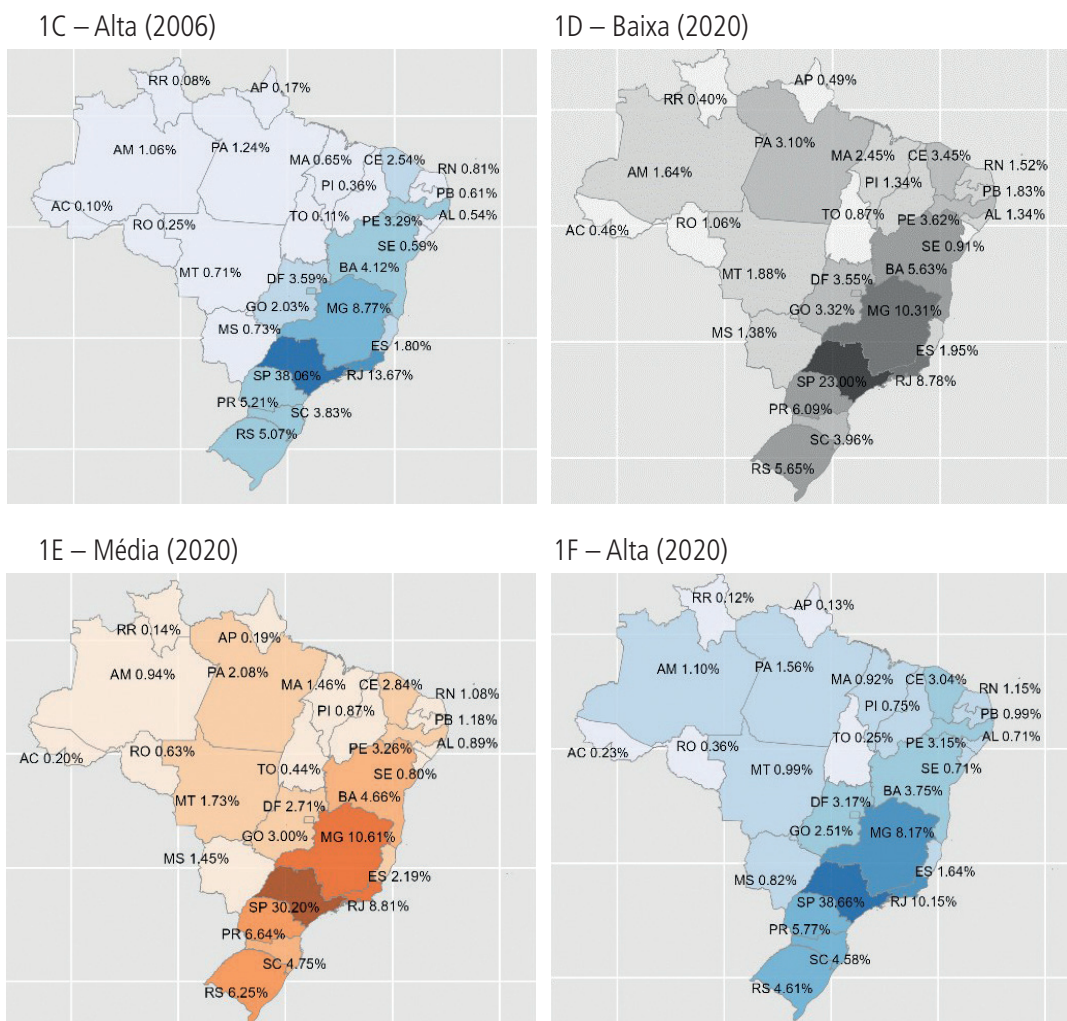 1C – Alta (2006)
RR 0.08%
AP 0.17%
AM 1.06%
PA 1.24%
MA 0.65%
CE 2.54%
RN 0.81%
PI 0.36%
PB 0.61%
AC 0.10%
RO 0.25%
TO 0.11%
PE 3.29%
AL 0.54%
SE 0.59%
MT 0.71%
DF 3.59%
BA 4.12%
GO 2.03%
MG 8.77%
MS 0.73%
ES 1.80%
SP 38.06%
RJ 13.67%
PR 5.21%
SC 3.83%
RS 5.07%
1D – Baixa (2020)
AP 0.49%
RR 0.40%
PA 3.10%
MA 2.45%
CE 3.45%
RN 1.52%
AM 1.64%
PI 1.34%
PB 1.83%
TO 0.87%
PE 3.62%
AL 1.34%
AC 0.46%
RO 1.06%
SE 0.91%
MT 1.88%
BA 5.63%
DF 3.55%
GO 3.32%
MG 10.31%
MS 1.38%
ES 1.95%
SP 23.00%
RJ 8.78%
PR 6.09%
SC 3.96%
RS 5.65%
1E – Média (2020)
RR 0.14%
AP 0.19%
AM 0.94%
PA 2.08%
MA 1.46%
CE 2.84%
RN 1.08%
PI 0.87%
PB 1.18%
AL 0.89%
AC 0.20%
RO 0.63%
PE 3.26%
TO 0.44%
SE 0.80%
MT 1.73%
DF 2.71%
BA 4.66%
GO 3.00%
MG 10.61%
MS 1.45%
ES 2.19%
SP 30.20%
RJ 8.81%
PR 6.64%
SC 4.75%
RS 6.25%
1F – Alta (2020)
RR 0.12%
AP 0.13%
AM 1.10%
PA 1.56%
MA 0.92%
CE 3.04%
RN 1.15%
PI 0.75%
PB 0.99%
TO 0.25%
PE 3.15%
AL 0.71%
AC 0.23%
RO 0.36%
SE 0.71%
MT 0.99%
BA 3.75%
DF 3.17%
GO 2.51%
MG 8.17%
MS 0.82%
ES 1.64%
SP 38.66%
RJ 10.15%
PR 5.77%
SC 4.58%
RS 4.61%